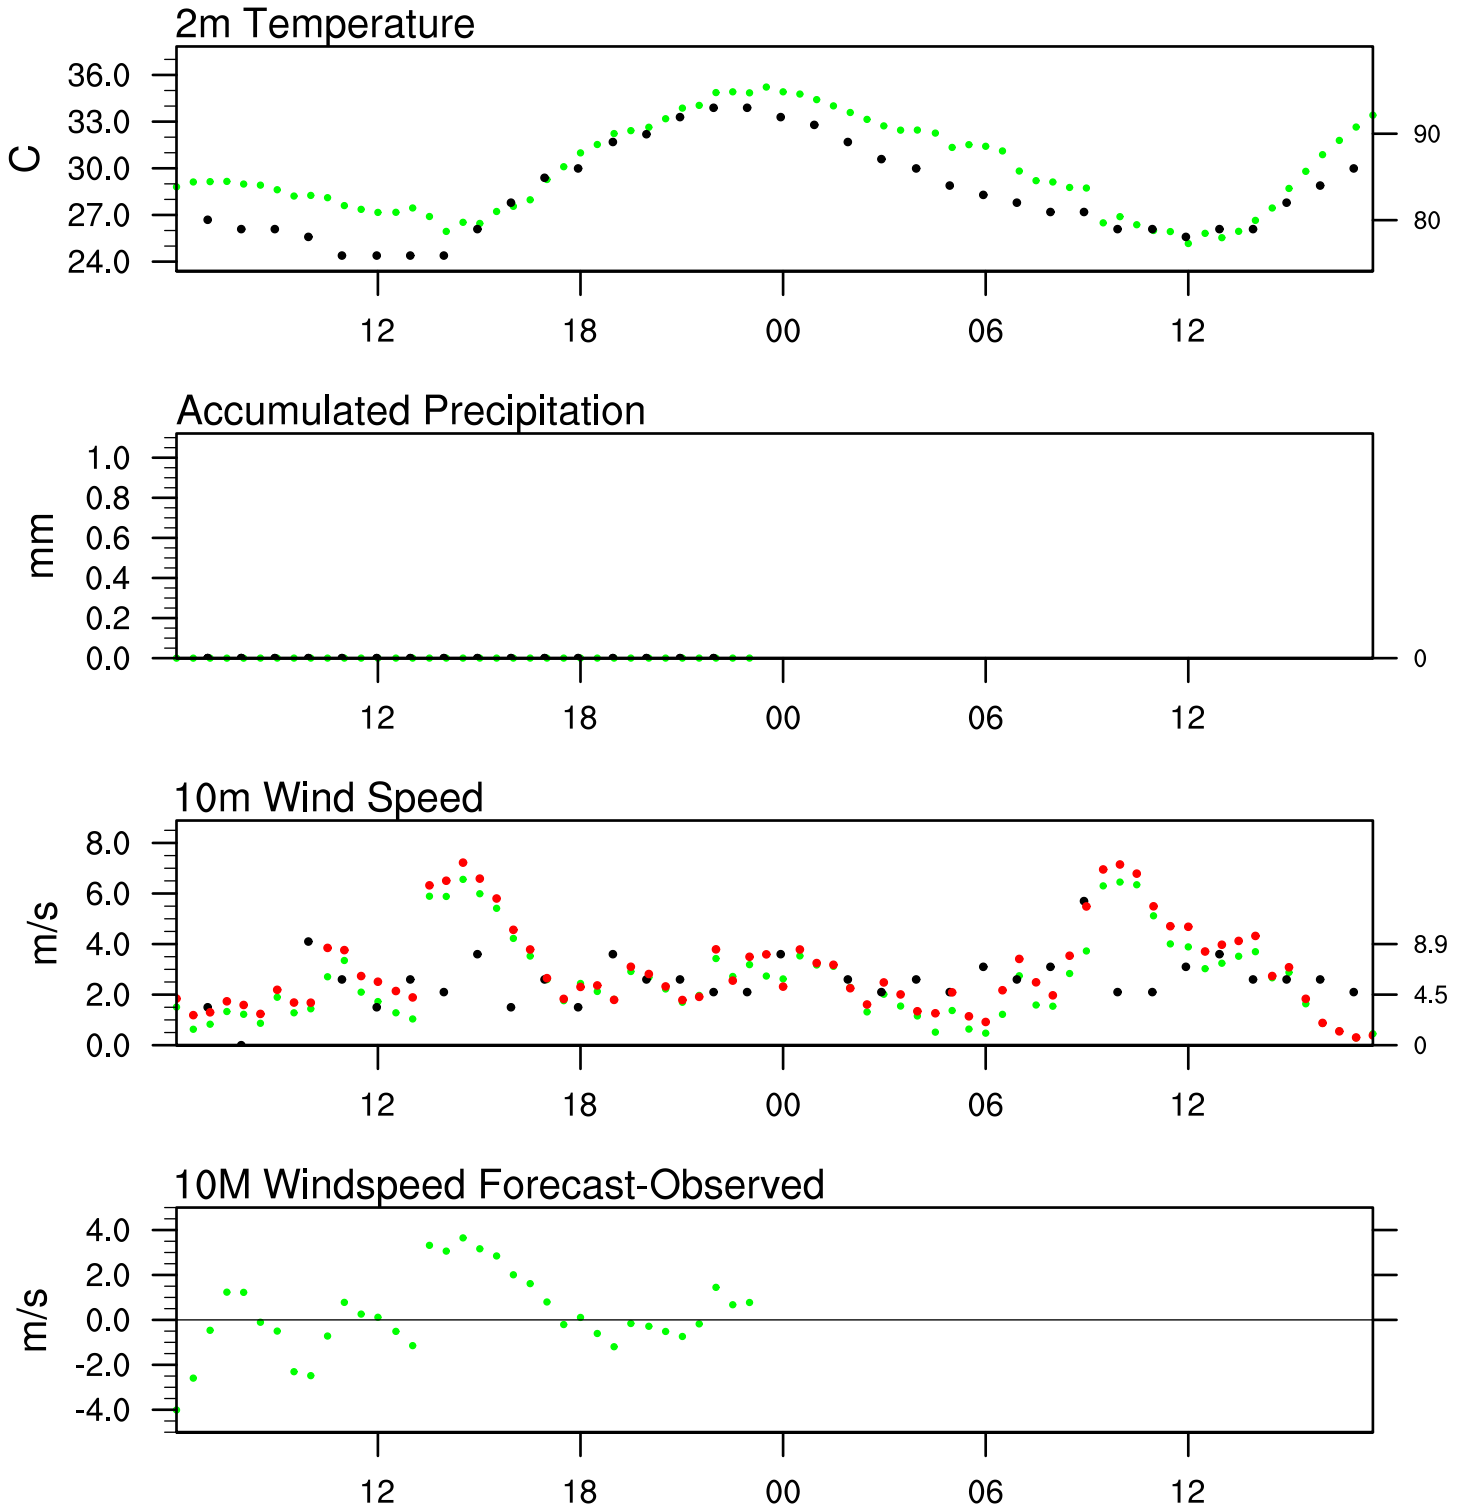 2m Temperature
36.0
33.0
30.0
27.0
24.0
C
90
80
12 18 00 06 12
Accumulated Precipitation
1.0
0.8
0.6
0.4
0.2
0.0
mm
0
12 18 00 06 12
10m Wind Speed
8.0
6.0
4.0
2.0
0.0
m/s
8.9
4.5
0
12 18 00 06 12
10M Windspeed Forecast-Observed
4.0
2.0
0.0
-2.0
-4.0
m/s
12 18 00 06 12